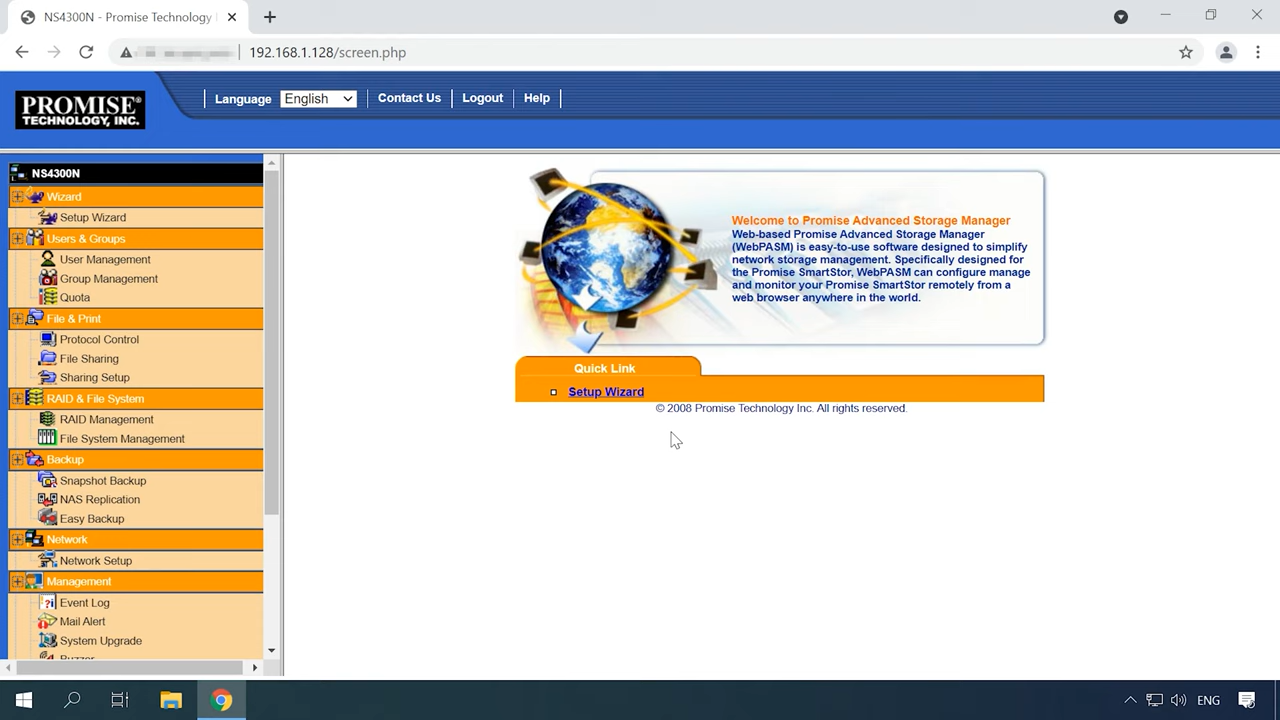 NS4300N - Promise Technology
192.168.1.128/screen.php
PROMISE®
TECHNOLOGY, INC.
Language English Contact Us Logout Help
NS4300N
Wizard
Setup Wizard
Users & Groups
User Management
Group Management
Quota
File & Print
Protocol Control
File Sharing
Sharing Setup
RAID & File System
RAID Management
File System Management
Backup
Snapshot Backup
NAS Replication
Easy Backup
Network
Network Setup
Management
Event Log
Mail Alert
System Upgrade
Buzzer
Welcome to Promise Advanced Storage Manager
Web-based Promise Advanced Storage Manager
(WebPASM) is easy-to-use software designed to simplify
network storage management. Specifically designed for
the Promise SmartStor, WebPASM can configure manage
and monitor your Promise SmartStor remotely from a
web browser anywhere in the world.
Quick Link
Setup Wizard
© 2008 Promise Technology Inc. All rights reserved.
ENG